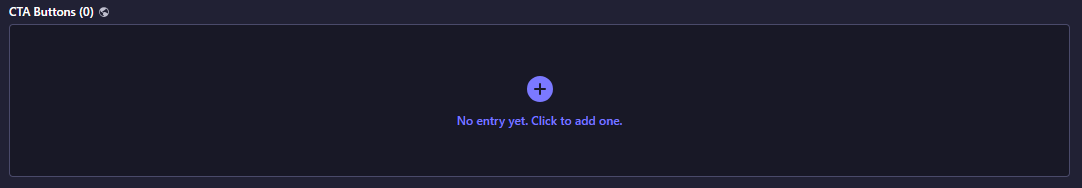 CTA Buttons (0)
No entry yet. Click to add one.